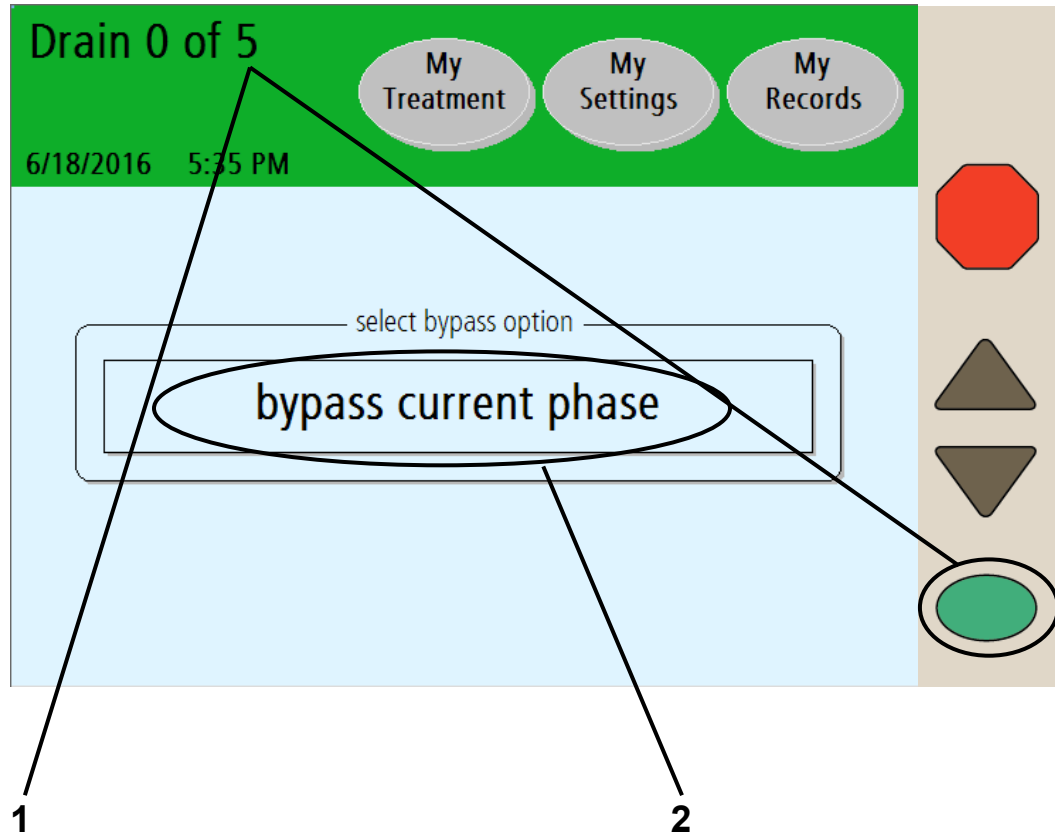 Drain 0 of 5
My Treatment
My Settings
My Records
6/18/2016 5:35 PM
select bypass option
bypass current phase
1
2